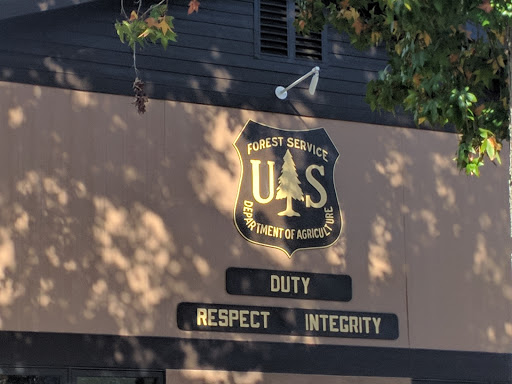 FOREST SERVICE
U S
DEPARTMENT OF AGRICULTURE
DUTY
RESPECT INTEGRITY